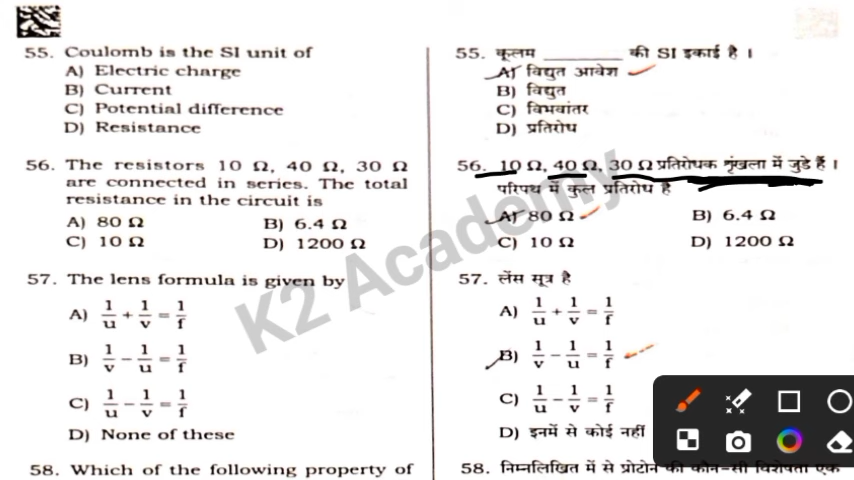 55. Coulomb is the SI unit of
A) Electric charge
B) Current
C) Potential difference
D) Resistance
56. The resistors 10 Ω, 40 Ω, 30 Ω
are connected in series. The total
resistance in the circuit is
A) 80 Ω B) 6.4 Ω
C) 10 Ω D) 1200 Ω
57. The lens formula is given by
A) 1/u + 1/v = 1/f
B) 1/v − 1/u = 1/f
C) 1/u − 1/v = 1/f
D) None of these
58. Which of the following property of
55. कूलम ________ की SI इकाई है ।
A) विद्युत आवेश
B) विद्युत
C) विभवांतर
D) प्रतिरोध
56. 10 Ω, 40 Ω, 30 Ω प्रतिरोधक शृंखला में जुडे हैं ।
परिपथ में कुल प्रतिरोध है
A) 80 Ω B) 6.4 Ω
C) 10 Ω D) 1200 Ω
57. लेंस सूत्र है
A) 1/u + 1/v = 1/f
B) 1/v − 1/u = 1/f
C) 1/u − 1/v = 1/f
D) इनमें से कोई नहीं
58. निम्नलिखित में से प्रोटोन की कौन-सी विशेषता एक
K2 Academy